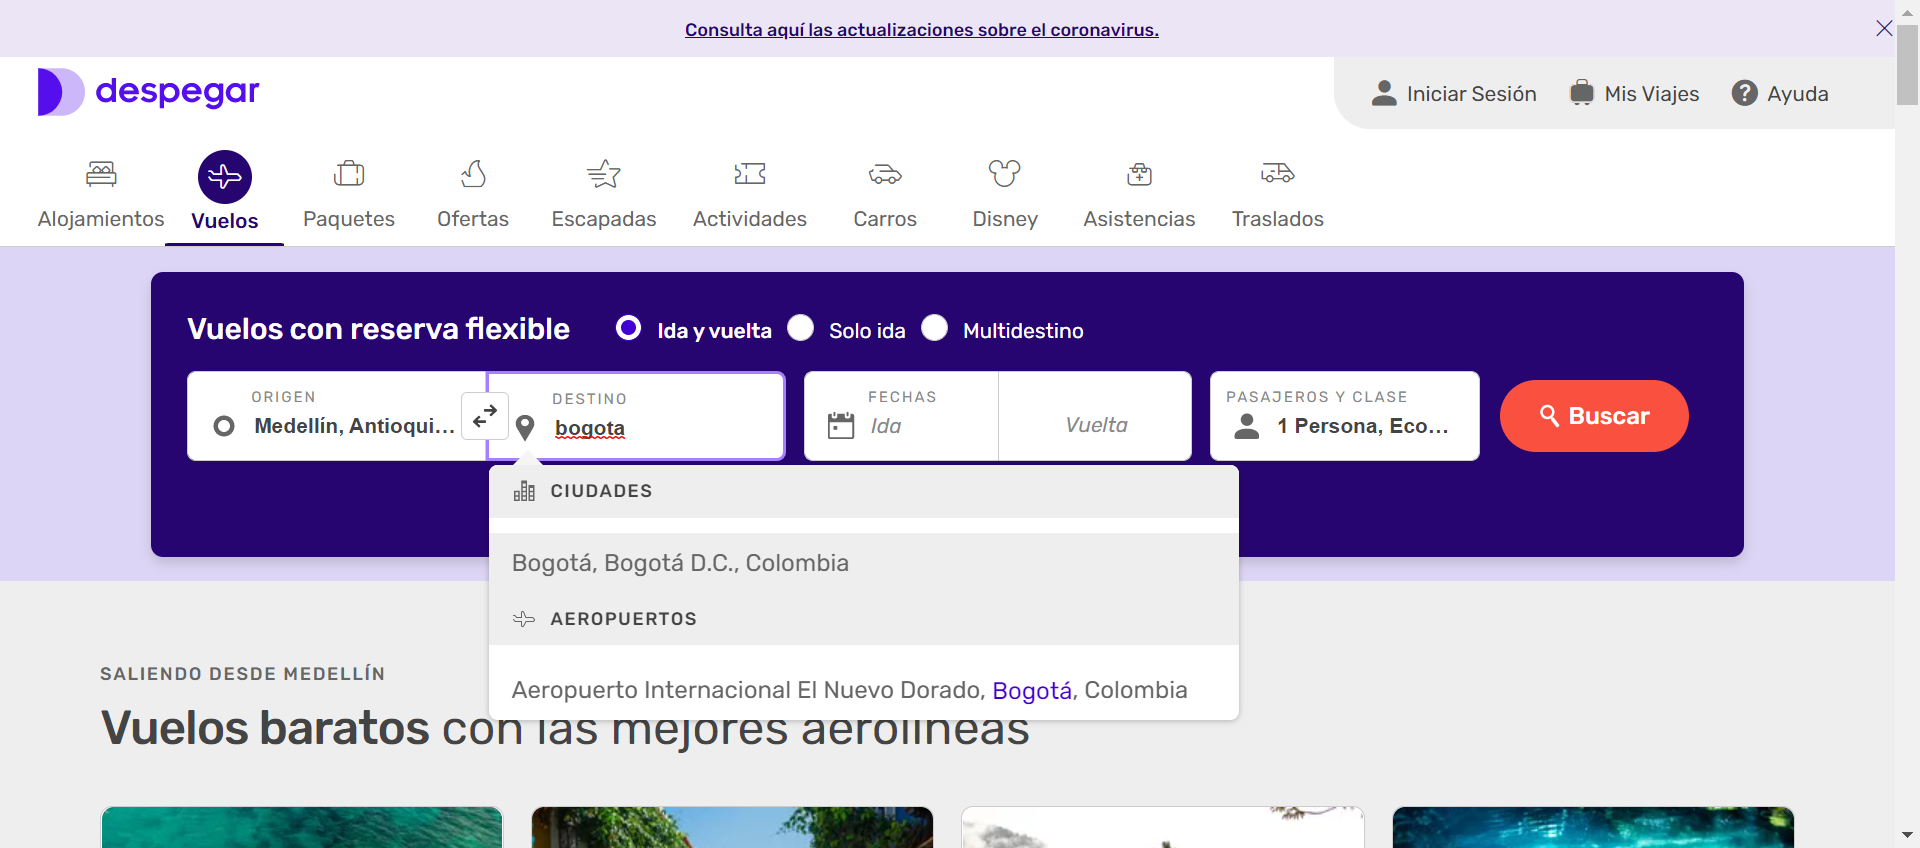 Consulta aquí las actualizaciones sobre el coronavirus.
despegar
Iniciar Sesión
Mis Viajes
Ayuda
Alojamientos
Vuelos
Paquetes
Ofertas
Escapadas
Actividades
Carros
Disney
Asistencias
Traslados
Vuelos con reserva flexible
Ida y vuelta
Solo ida
Multidestino
ORIGEN
Medellín, Antioqui...
DESTINO
bogota
FECHAS
Ida
Vuelta
PASAJEROS Y CLASE
1 Persona, Eco...
Buscar
CIUDADES
Bogotá, Bogotá D.C., Colombia
AEROPUERTOS
Aeropuerto Internacional El Nuevo Dorado, Bogotá, Colombia
SALIENDO DESDE MEDELLÍN
Vuelos baratos con las mejores aerolíneas